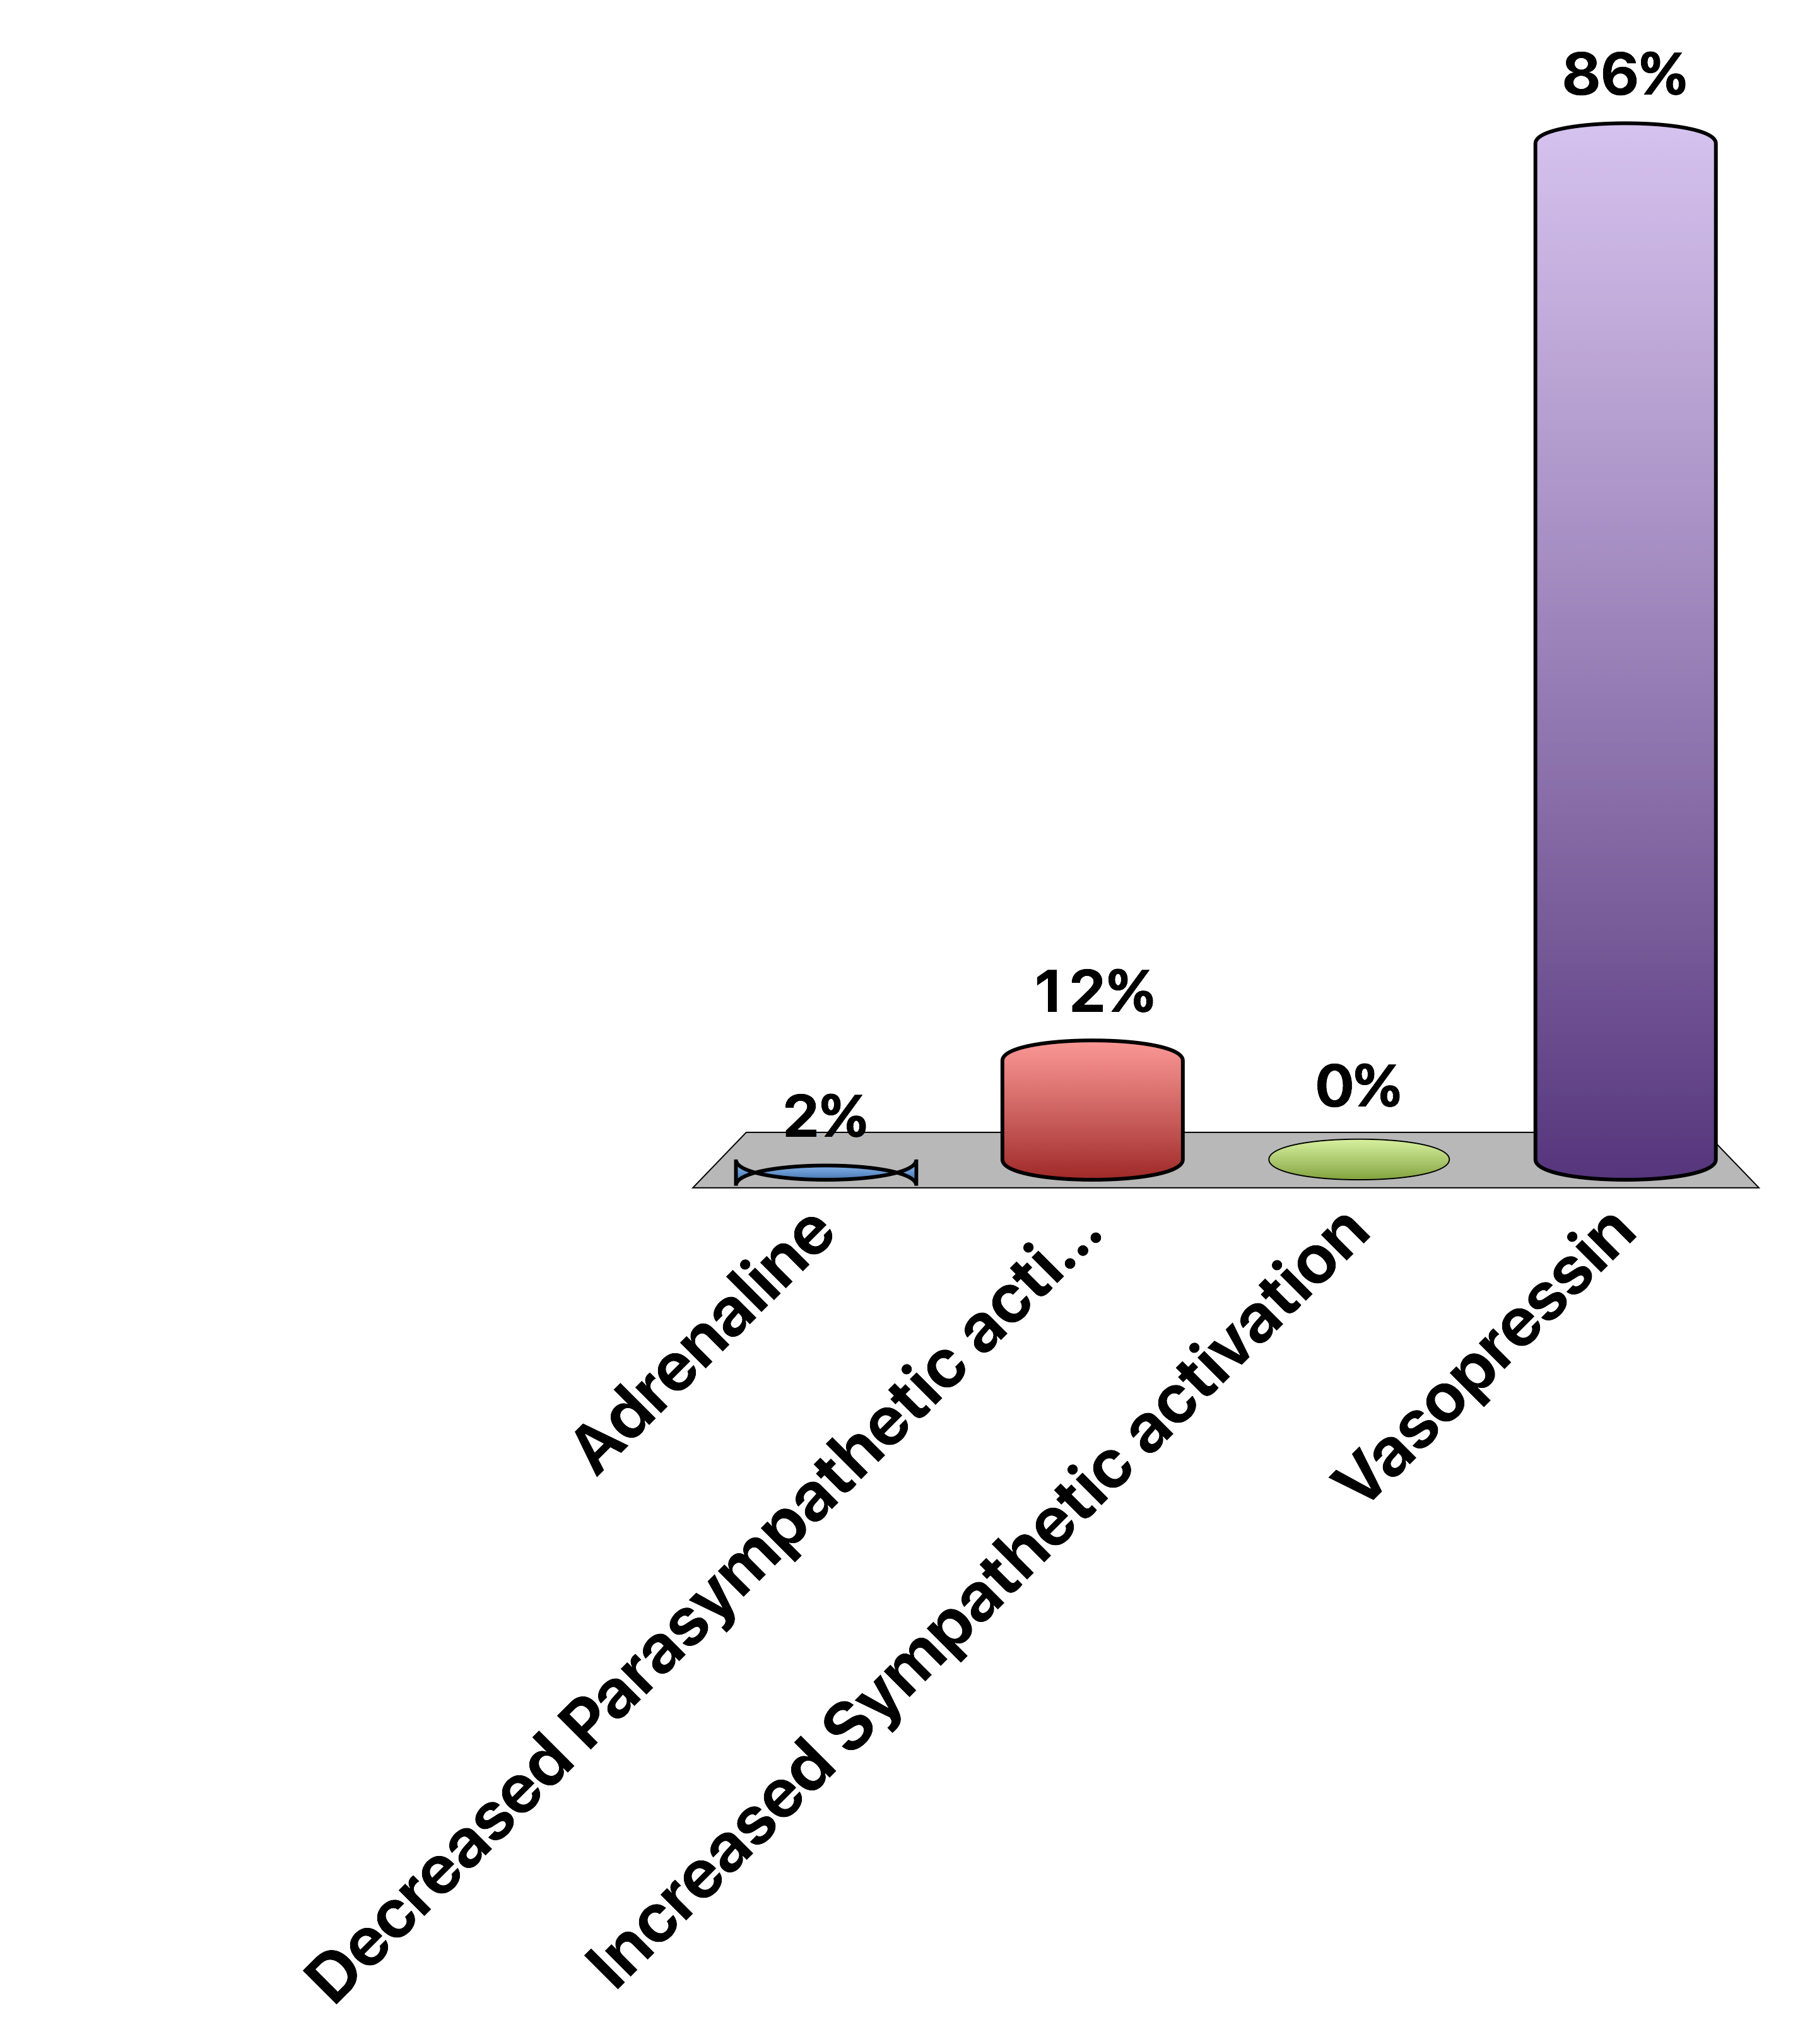 86%
12%
0%
2%
Adrenaline
Decreased Parasympathetic acti...
Increased Sympathetic activation
Vasopressin